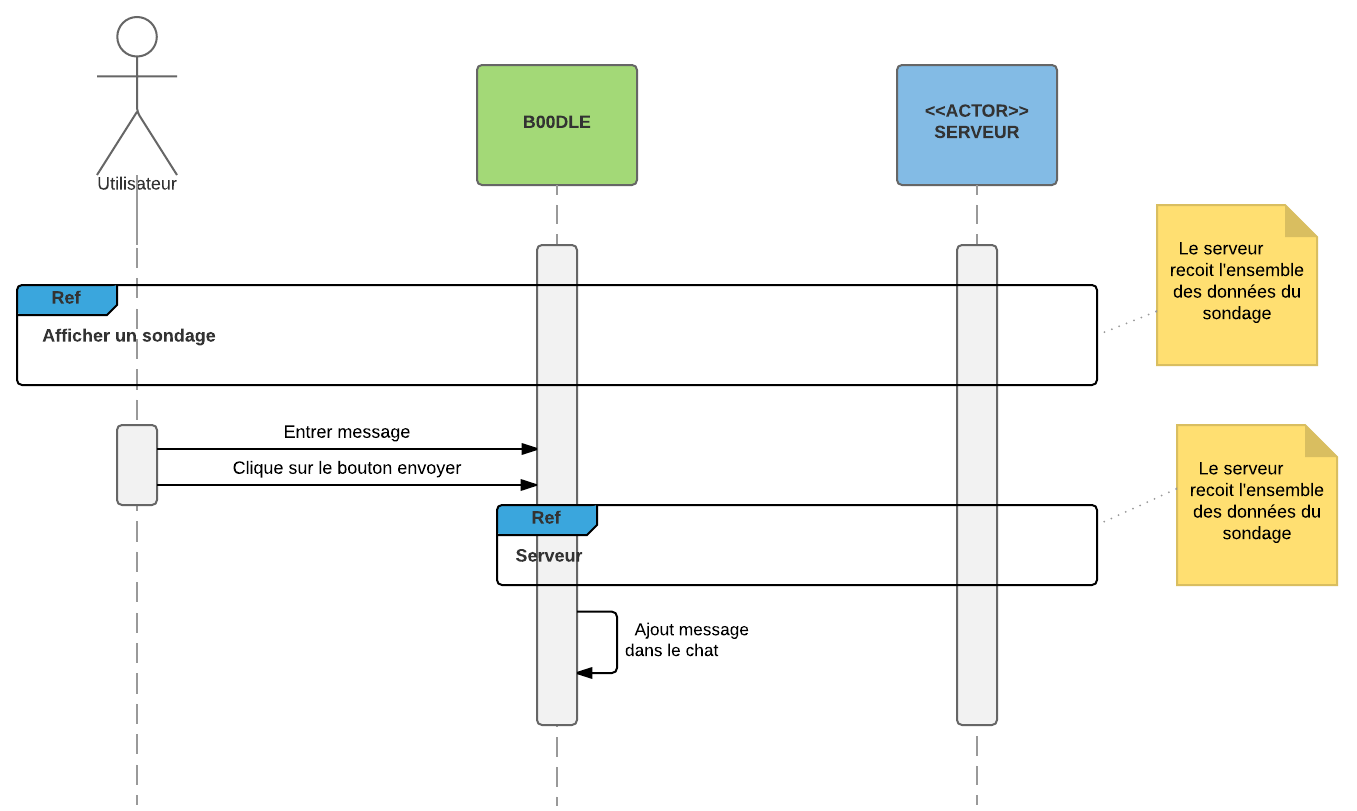 Utilisateur
B00DLE
<<ACTOR>>
SERVEUR
Le serveur
recoit l'ensemble
des données du
sondage
Ref
Afficher un sondage
Entrer message
Clique sur le bouton envoyer
Le serveur
recoit l'ensemble
des données du
sondage
Ref
Serveur
Ajout message
dans le chat